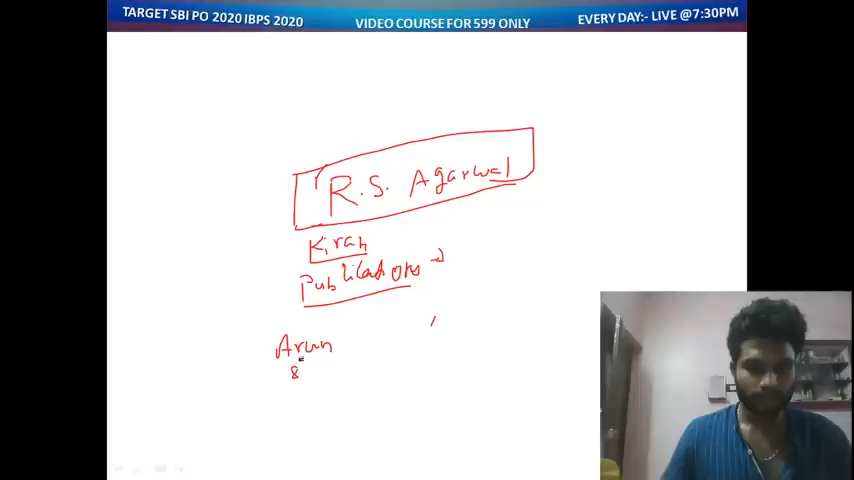 TARGET SBI PO 2020 IBPS 2020
VIDEO COURSE FOR 599 ONLY
EVERY DAY:- LIVE @7:30PM
R.S. Agarwal
Kiran
Publications
Arun
8